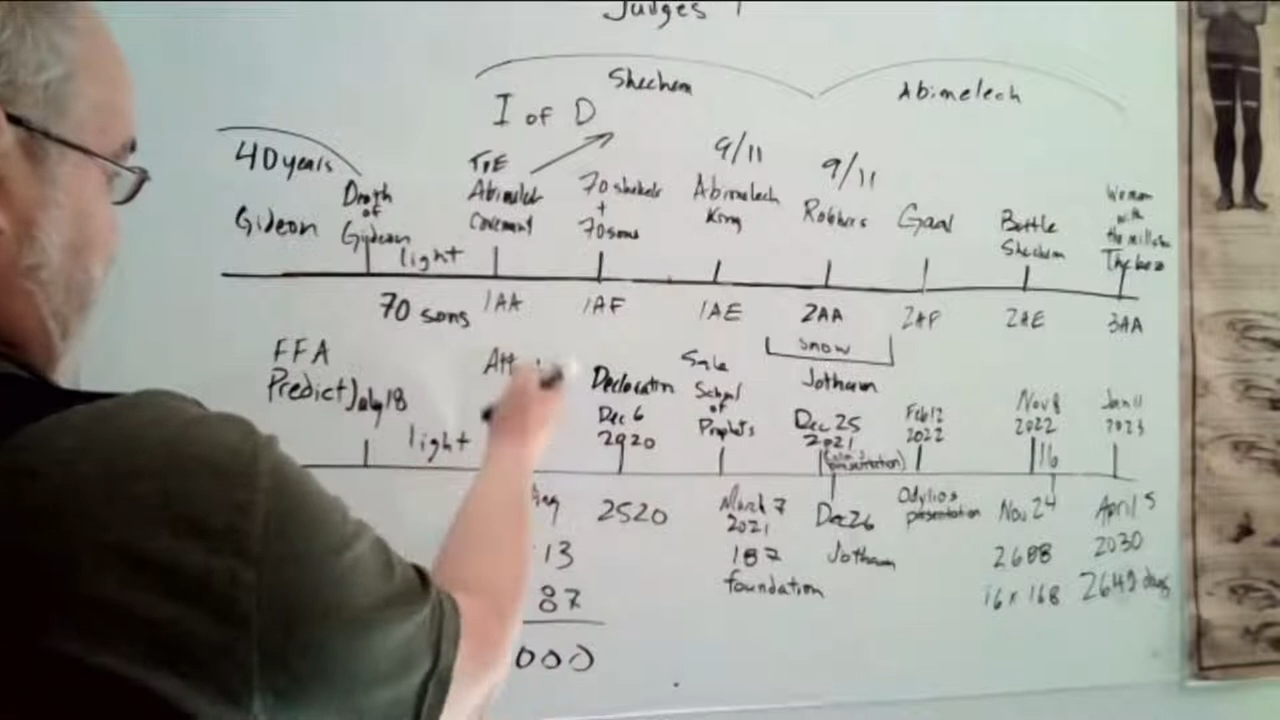 Judges
Shechem
Abimelech
I of D
40 years
Gideon
Death
of
Gideon
light
Abimelech
Covenant
70 shekels
+
70 sons
9/11
Abimelech
King
9/11
Robbers
Gaal
Battle
Shechem
Woman
with
the
Thebez
70 sons
1AA
1AF
1AE
2AA
2AF
2AE
3AA
snow
Jotham
FFA
Predict July 18
light
Att
Declaration
Dec 6
2020
2520
Sale
School
of
Prophets
March 7
2021
187
foundation
Dec 25
2021
Dec 26
Jotham
Feb 12
2022
Odylio's
presentation
Nov 8
2022
16
Nov 24
2688
16 x 168
Jan 11
2023
April 5
2030
2649 days
13
87
000